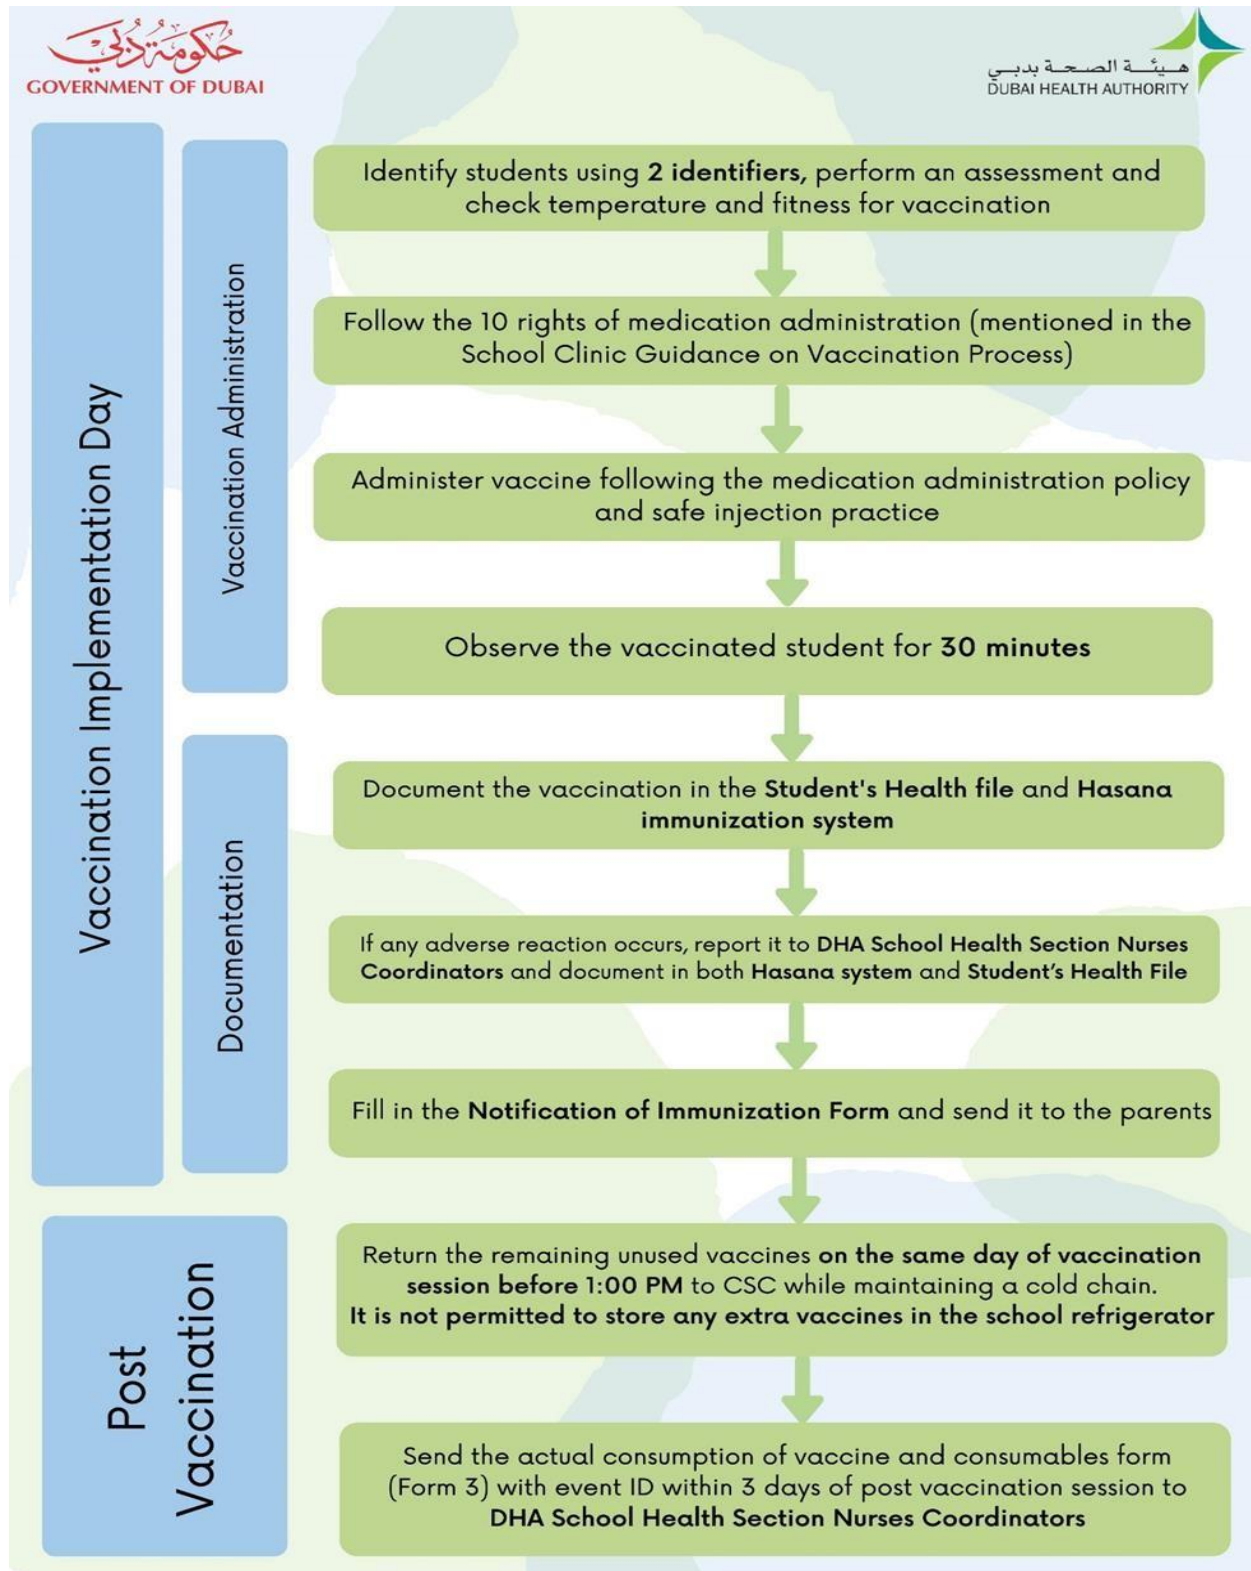 حكومة دبي
GOVERNMENT OF DUBAI
هيئة الصحة بدبي
DUBAI HEALTH AUTHORITY
Vaccination Implementation Day
Vaccination Administration
Identify students using 2 identifiers, perform an assessment and
check temperature and fitness for vaccination
Follow the 10 rights of medication administration (mentioned in the
School Clinic Guidance on Vaccination Process)
Administer vaccine following the medication administration policy
and safe injection practice
Observe the vaccinated student for 30 minutes
Documentation
Document the vaccination in the Student's Health file and Hasana
immunization system
If any adverse reaction occurs, report it to DHA School Health Section Nurses
Coordinators and document in both Hasana system and Student’s Health File
Fill in the Notification of Immunization Form and send it to the parents
Post
Vaccination
Return the remaining unused vaccines on the same day of vaccination
session before 1:00 PM to CSC while maintaining a cold chain.
It is not permitted to store any extra vaccines in the school refrigerator
Send the actual consumption of vaccine and consumables form
(Form 3) with event ID within 3 days of post vaccination session to
DHA School Health Section Nurses Coordinators